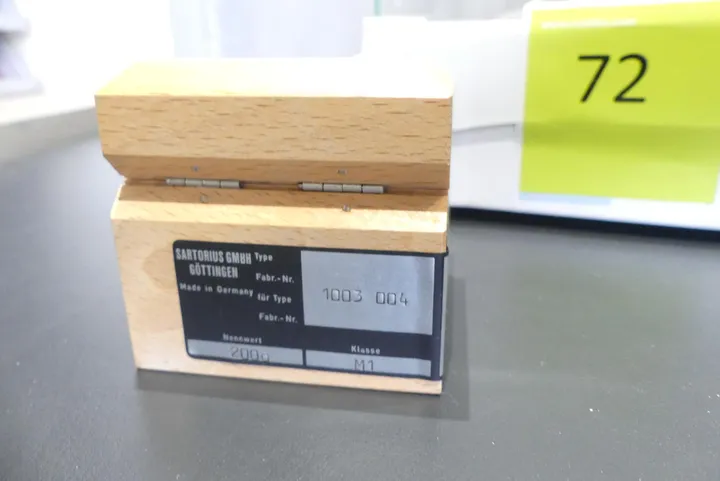 72
SARTORIUS GMBH
GÖTTINGEN
Made in Germany
Type
Fabr.-Nr.
für Type
Fabr.-Nr.
1003 004
Nennwert
200g
Klasse
M1